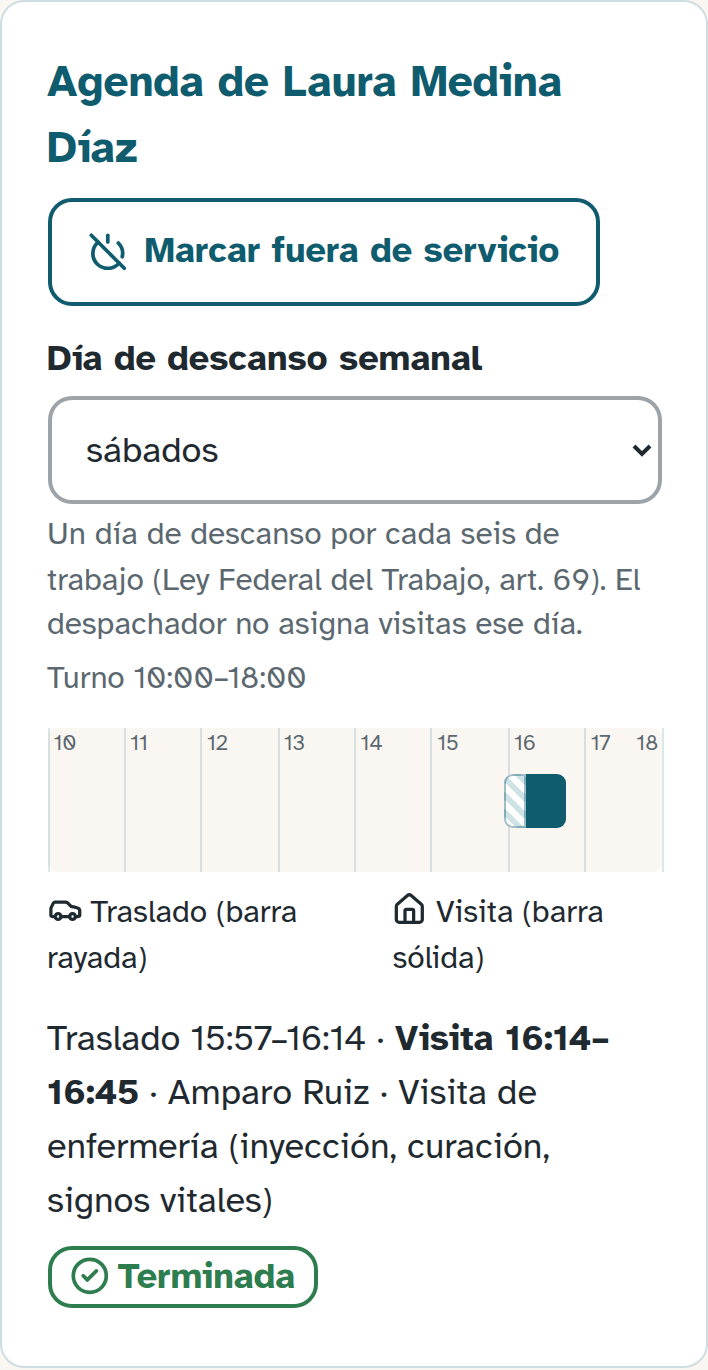 Agenda de Laura Medina
Díaz
Marcar fuera de servicio
Día de descanso semanal
sábados
Un día de descanso por cada seis de
trabajo (Ley Federal del Trabajo, art. 69). El
despachador no asigna visitas ese día.
Turno 10:00–18:00
10 11 12 13 14 15 16 17 18
Traslado (barra
rayada)
Visita (barra
sólida)
Traslado 15:57–16:14 · Visita 16:14–
16:45 · Amparo Ruiz · Visita de
enfermería (inyección, curación,
signos vitales)
Terminada